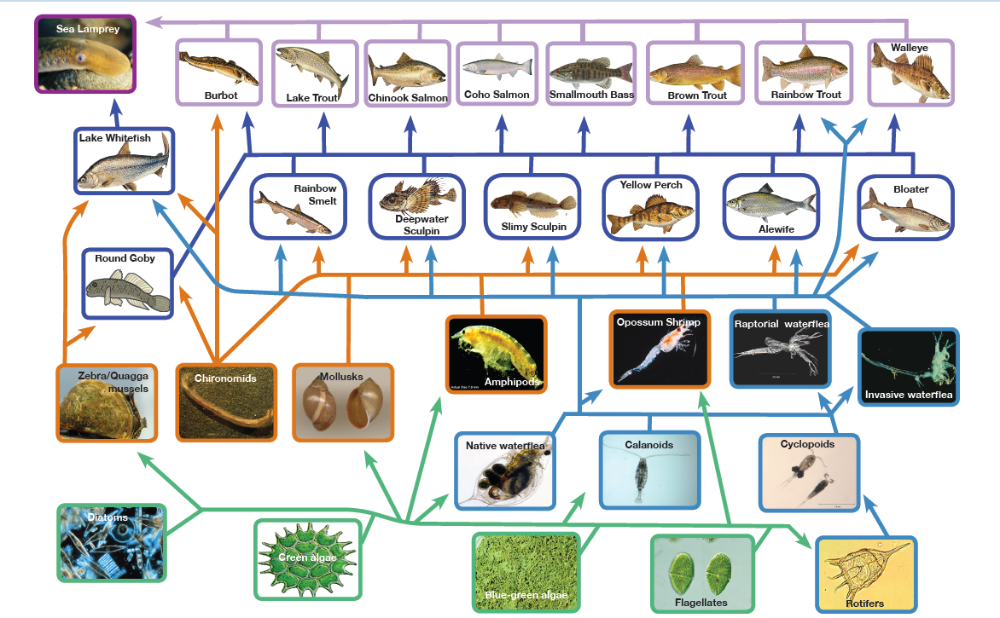 Sea Lamprey
Burbot
Lake Trout
Chinook Salmon
Coho Salmon
Smallmouth Bass
Brown Trout
Rainbow Trout
Walleye
Lake Whitefish
Rainbow
Smelt
Deepwater
Sculpin
Slimy Sculpin
Yellow Perch
Alewife
Bloater
Round Goby
Zebra/Quagga
mussels
Chironomids
Mollusks
Amphipods
Opossum Shrimp
Raptorial waterflea
Invasive waterflea
Native waterflea
Calanoids
Cyclopoids
Diatoms
Green algae
Blue-green algae
Flagellates
Rotifers